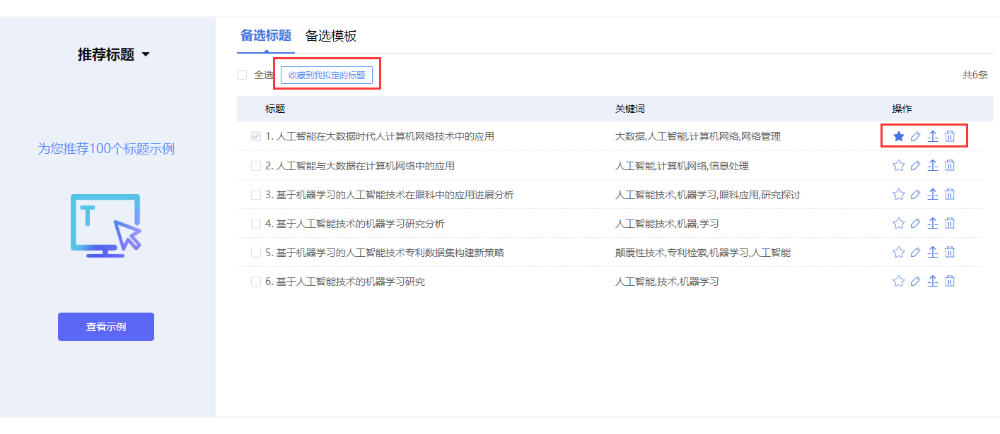 推荐标题
为您推荐100个标题示例
T
查看示例
备选标题 备选模板
全选 收藏到我拟定的标题 共6条
标题 关键词 操作
1. 人工智能在大数据时代人计算机网络技术中的应用 大数据,人工智能,计算机网络,网络管理
2. 人工智能与大数据在计算机网络中的应用 人工智能,计算机网络,信息处理
3. 基于机器学习的人工智能技术在眼科中的应用进展分析 人工智能技术,机器学习,眼科应用,研究探讨
4. 基于人工智能技术的机器学习研究分析 人工智能技术,机器,学习
5. 基于机器学习的人工智能技术专利数据集构建新策略 颠覆性技术,专利检索,机器学习,人工智能
6. 基于人工智能技术的机器学习研究 人工智能,技术,机器学习